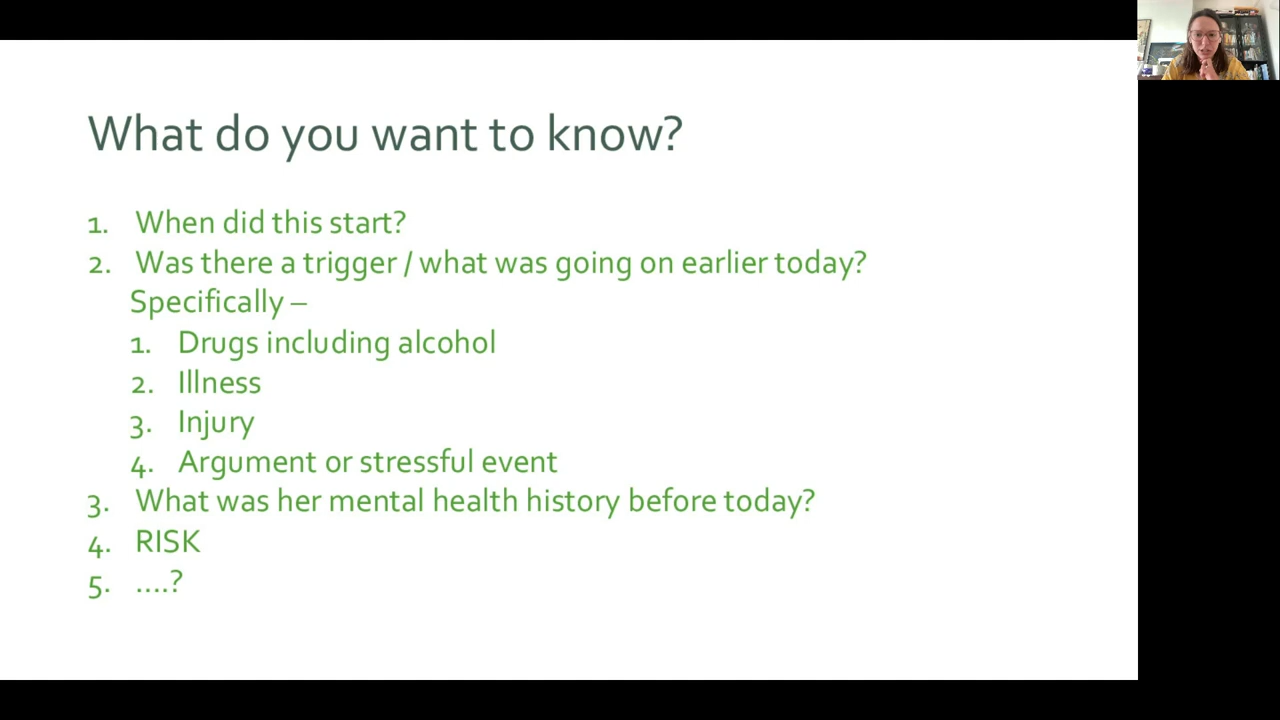 What do you want to know?
1. When did this start?
2. Was there a trigger / what was going on earlier today?
Specifically –
1. Drugs including alcohol
2. Illness
3. Injury
4. Argument or stressful event
3. What was her mental health history before today?
4. RISK
5. ....?